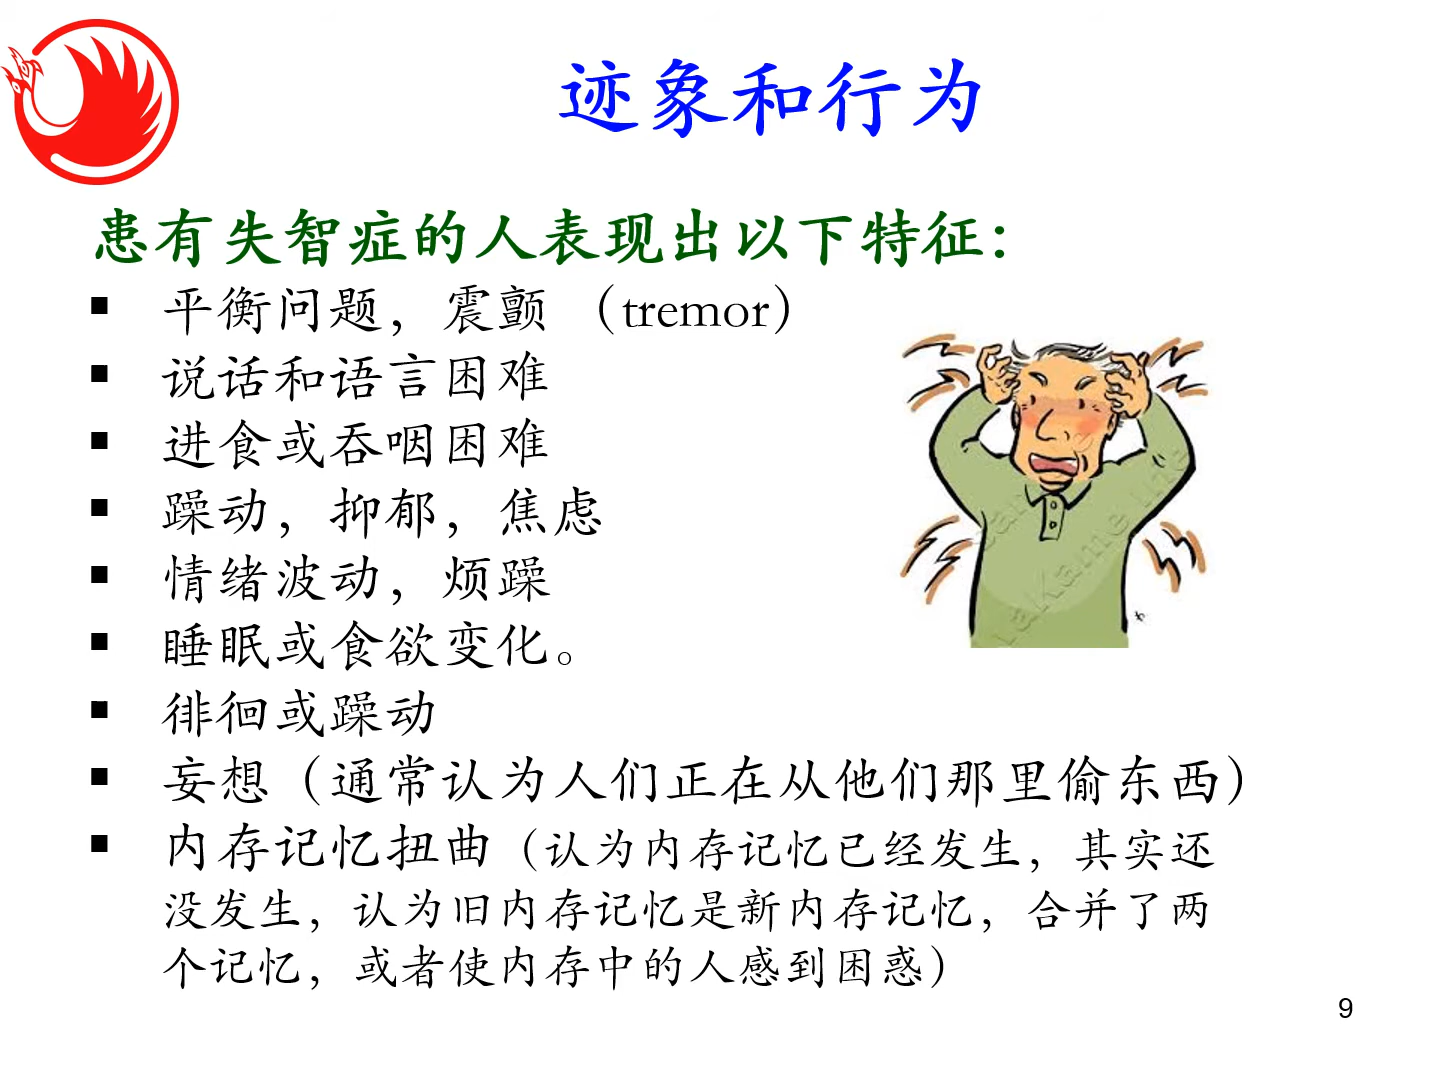 迹象和行为
患有失智症的人表现出以下特征：
▪ 平衡问题，震颤 （tremor）
▪ 说话和语言困难
▪ 进食或吞咽困难
▪ 躁动，抑郁，焦虑
▪ 情绪波动，烦躁
▪ 睡眠或食欲变化。
▪ 徘徊或躁动
▪ 妄想（通常认为人们正在从他们那里偷东西）
▪ 内存记忆扭曲（认为内存记忆已经发生，其实还
没发生，认为旧内存记忆是新内存记忆，合并了两
个记忆，或者使内存中的人感到困惑）
9